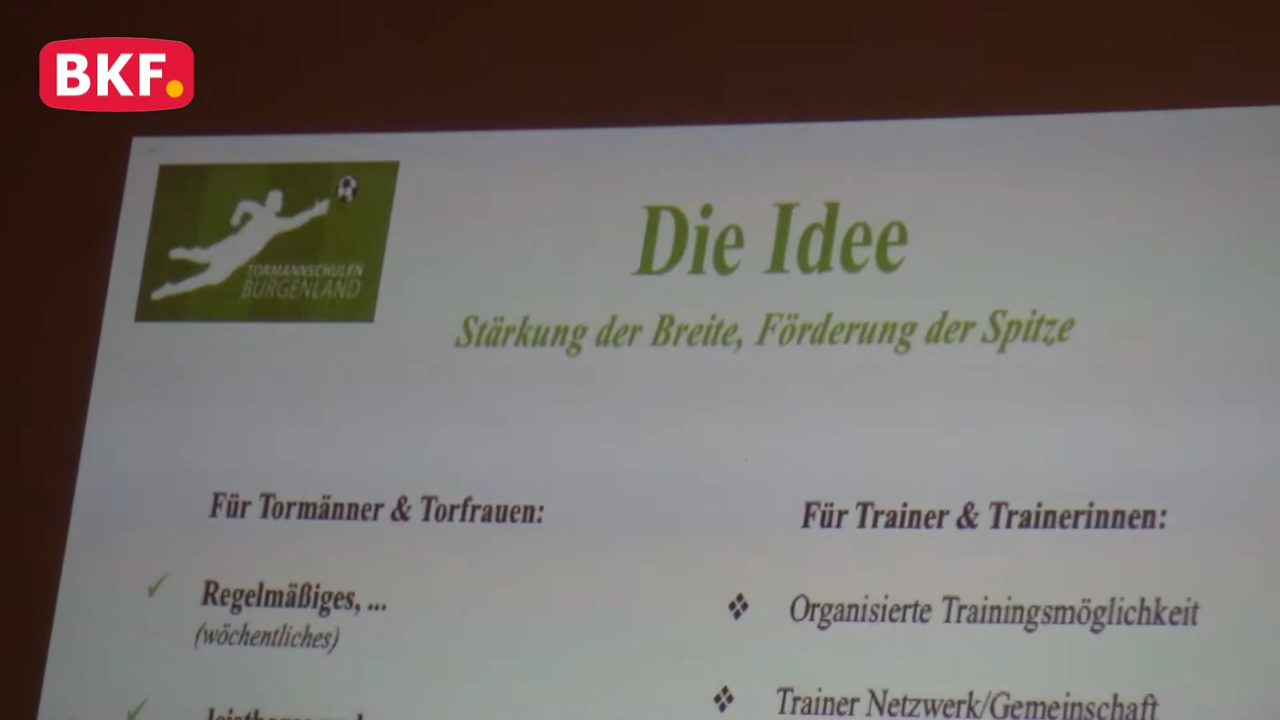 BKF.
TORMANNSCHULEN
BURGENLAND
Die Idee
Stärkung der Breite, Förderung der Spitze
Für Tormänner & Torfrauen:
✓ Regelmäßiges, ...
(wöchentliches)
✓
Für Trainer & Trainerinnen:
❖ Organisierte Trainingsmöglichkeit
❖ Trainer Netzwerk/Gemeinschaft